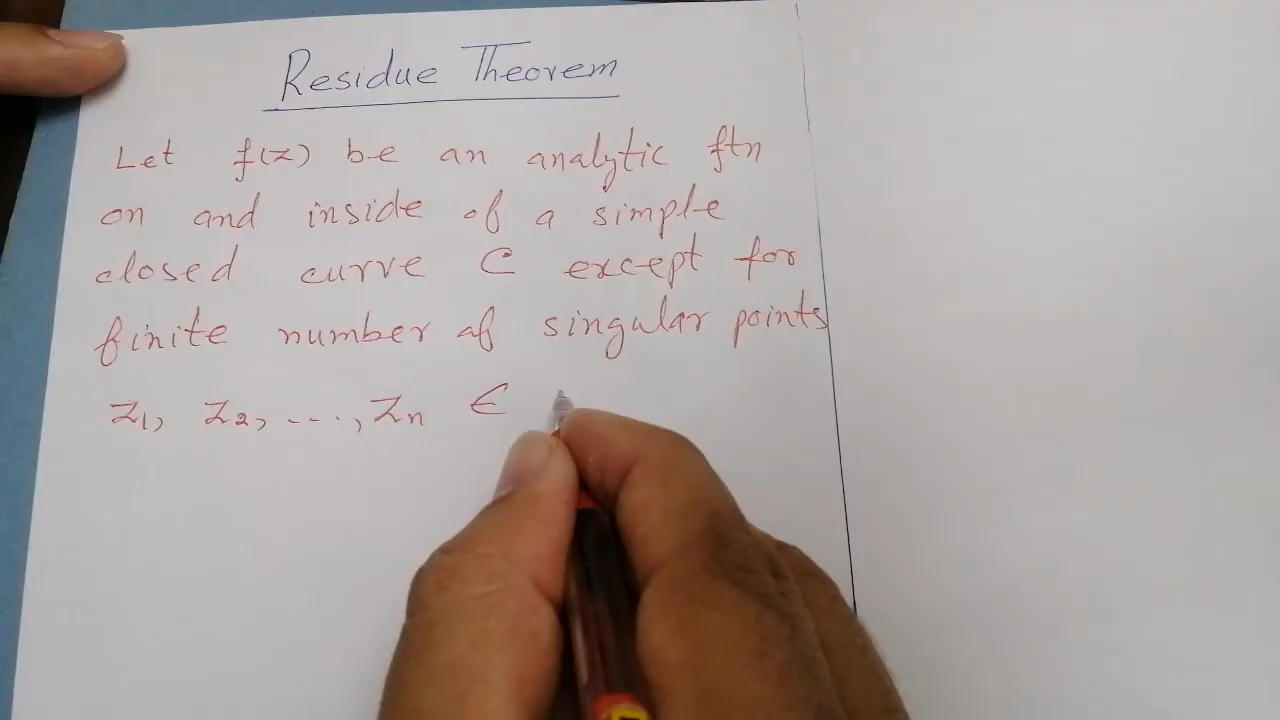 Residue Theorem
Let f(z) be an analytic ftn
on and inside of a simple
closed curve C except for
finite number of singular points
z₁, z₂, ..., zₙ ∈